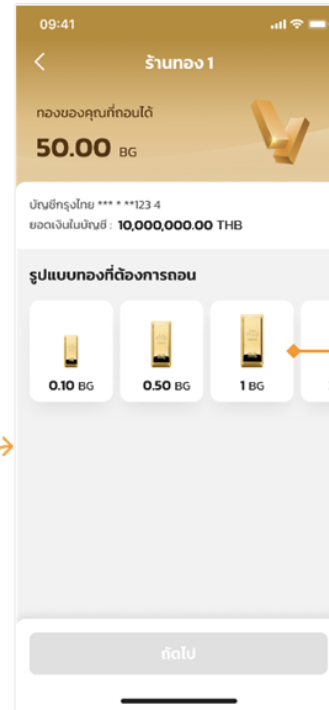 09:41
ร้านทอง 1
ทองของคุณที่ถอนได้
50.00 BG
บัญชีกรุงไทย *** * **123 4
ยอดเงินในบัญชี : 10,000,000.00 THB
รูปแบบทองที่ต้องการถอน
0.10 BG
0.50 BG
1 BG
ถัดไป